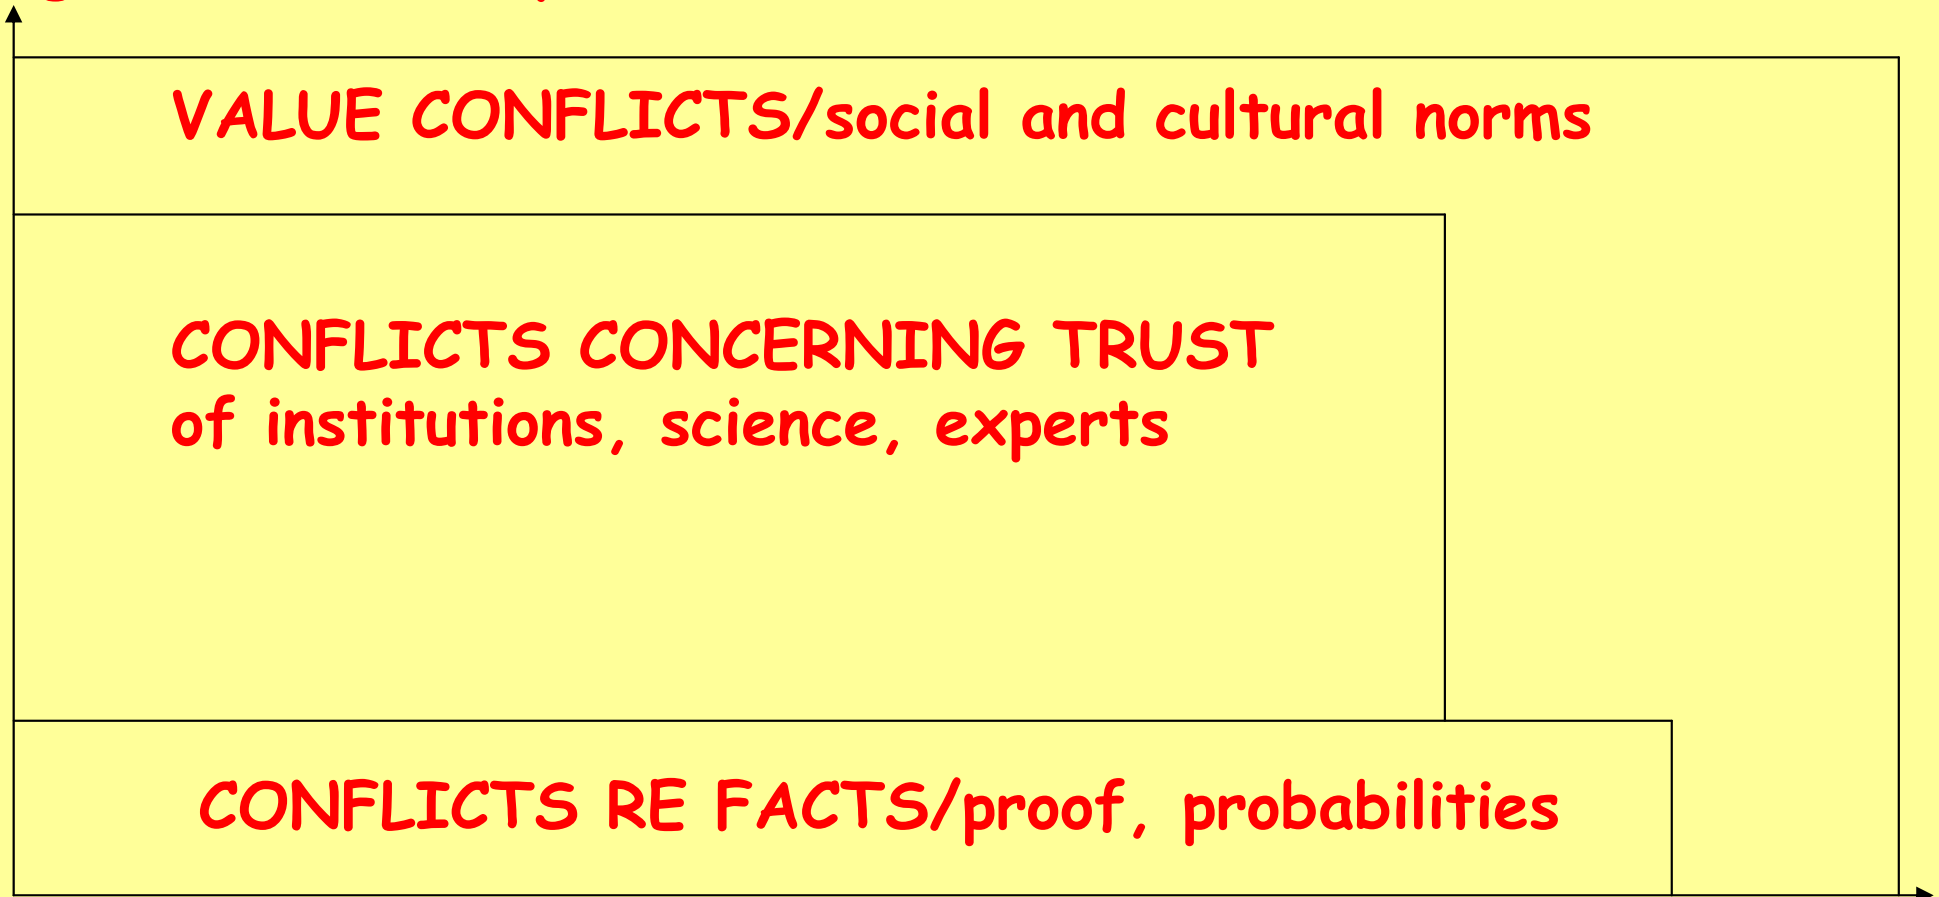 VALUE CONFLICTS/social and cultural norms
CONFLICTS CONCERNING TRUST
of institutions, science, experts
CONFLICTS RE FACTS/proof, probabilities